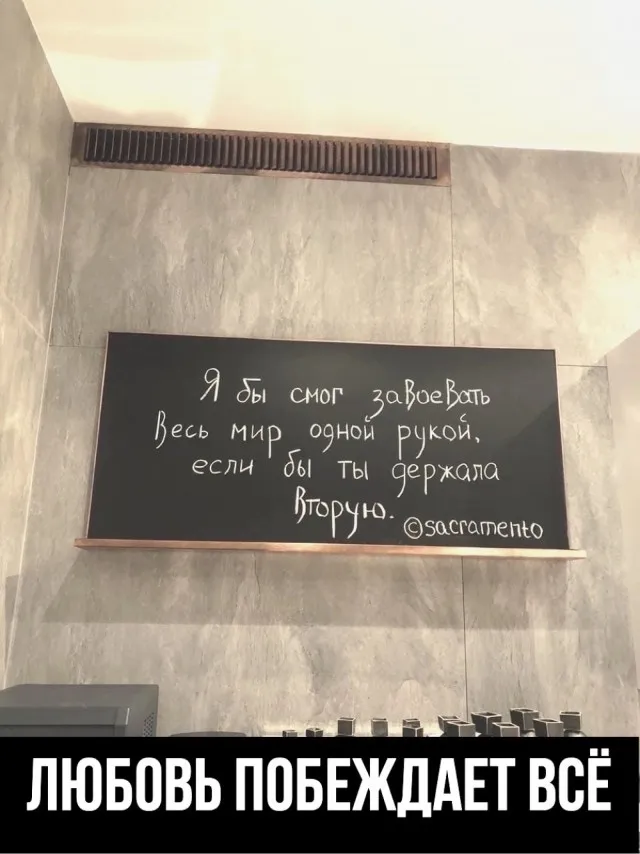 Я бы смог завоевать
Весь мир одной рукой,
если бы ты держала
Вторую.
©sacramento
ЛЮБОВЬ ПОБЕЖДАЕТ ВСЁ